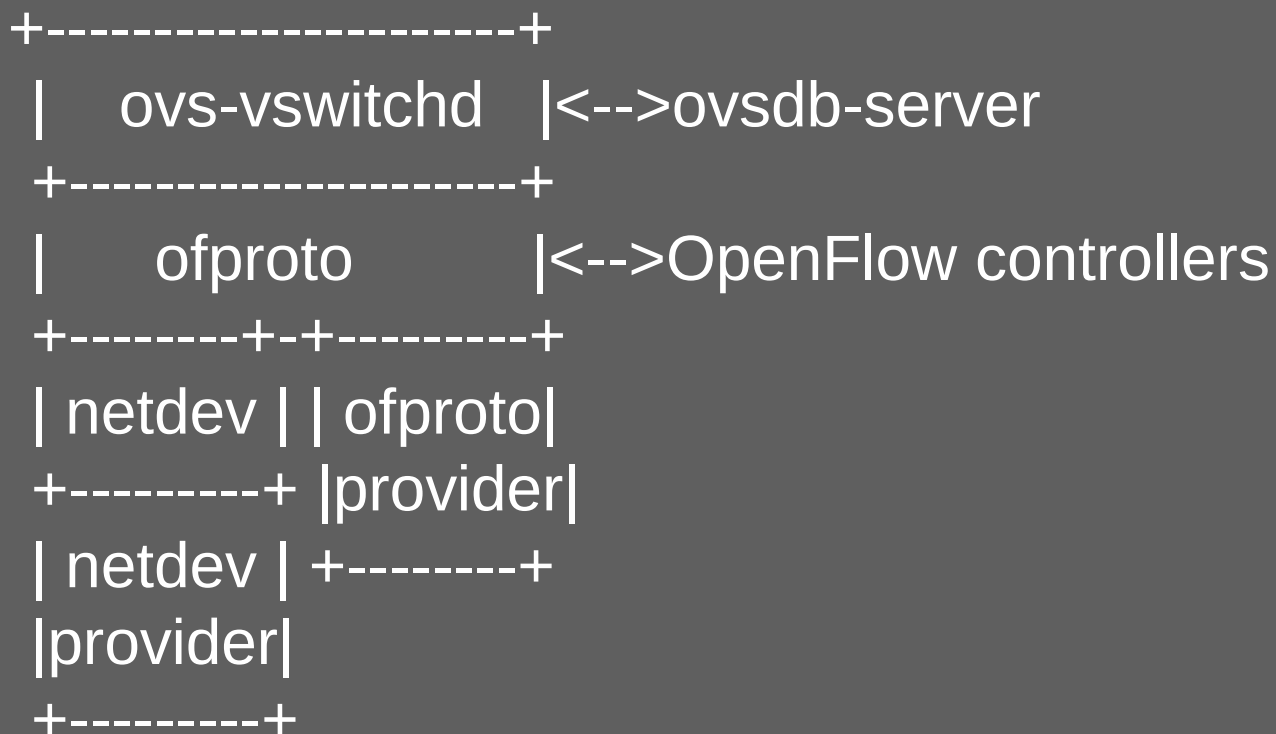 +----------------------+
|    ovs-vswitchd   |<-->ovsdb-server
+---------------------+
|      ofproto          |<-->OpenFlow controllers
+--------+-+---------+
| netdev | | ofproto|
+---------+ |provider|
| netdev | +--------+
|provider|
+---------+